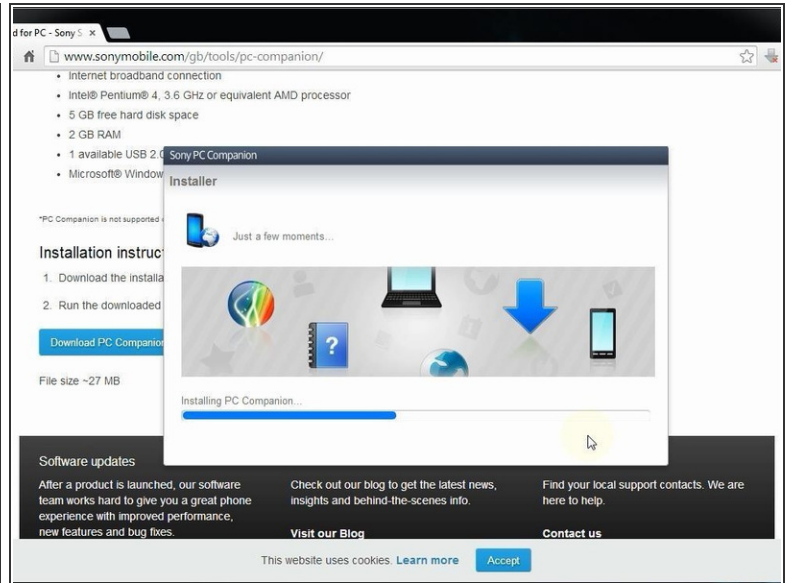 d for PC - Sony S
www.sonymobile.com/gb/tools/pc-companion/
Internet broadband connection
Intel® Pentium® 4, 3.6 GHz or equivalent AMD processor
5 GB free hard disk space
2 GB RAM
1 available USB 2.0
Microsoft® Window
*PC Companion is not supported
Installation instruc
1. Download the installa
2. Run the downloaded
Download PC Companion
File size ~27 MB
Sony PC Companion
Installer
Just a few moments...
?
Installing PC Companion...
Software updates
After a product is launched, our software
team works hard to give you a great phone
experience with improved performance,
new features and bug fixes.
Check out our blog to get the latest news,
insights and behind-the-scenes info.
Visit our Blog
Find your local support contacts. We are
here to help.
Contact us
This website uses cookies. Learn more Accept